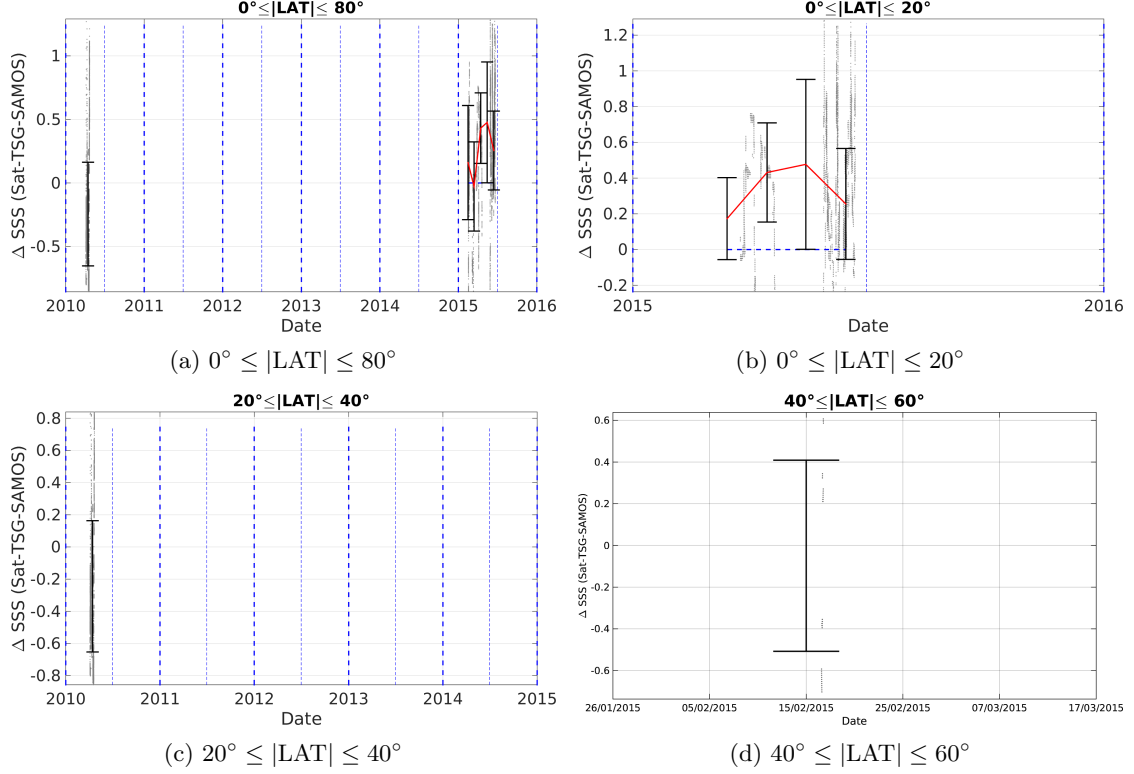 0°≤|LAT|≤ 80°
Δ SSS (Sat-TSG-SAMOS)
1
0.5
0
-0.5
2010 2011 2012 2013 2014 2015 2016
Date
(a) 0° ≤ |LAT| ≤ 80°
0°≤|LAT|≤ 20°
Δ SSS (Sat-TSG-SAMOS)
1.2
1
0.8
0.6
0.4
0.2
0
-0.2
2015 2016
Date
(b) 0° ≤ |LAT| ≤ 20°
20°≤|LAT|≤ 40°
Δ SSS (Sat-TSG-SAMOS)
0.8
0.6
0.4
0.2
0
-0.2
-0.4
-0.6
-0.8
2010 2011 2012 2013 2014 2015
Date
(c) 20° ≤ |LAT| ≤ 40°
40°≤|LAT|≤ 60°
Δ SSS (Sat-TSG-SAMOS)
0.6
0.4
0.2
0
-0.2
-0.4
-0.6
26/01/2015 05/02/2015 15/02/2015 25/02/2015 07/03/2015 17/03/2015
Date
(d) 40° ≤ |LAT| ≤ 60°